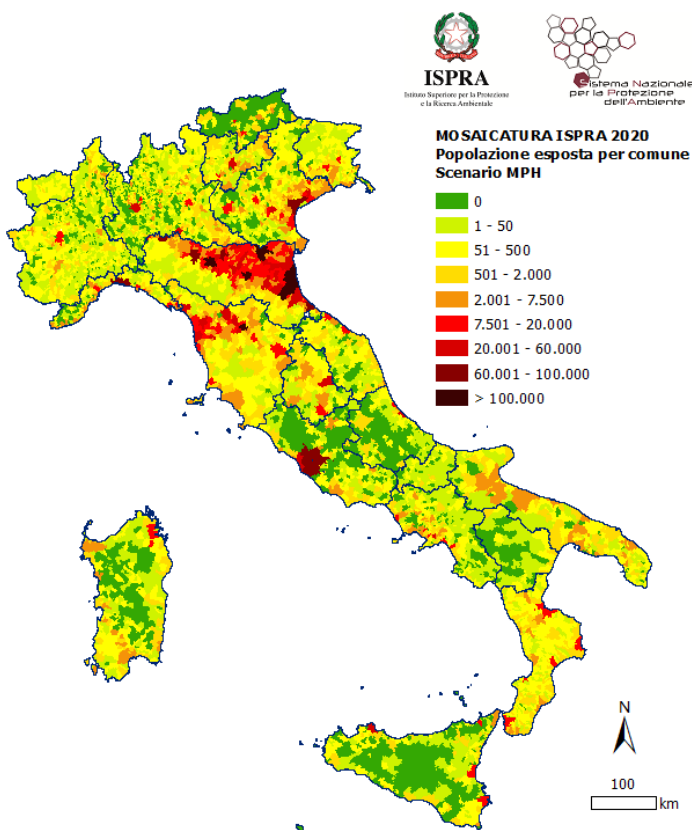 ISPRA
Istituto Superiore per la Protezione
e la Ricerca Ambientale
Sistema Nazionale
per la Protezione
dell'Ambiente
MOSAICATURA ISPRA 2020
Popolazione esposta per comune
Scenario MPH
0
1 - 50
51 - 500
501 - 2.000
2.001 - 7.500
7.501 - 20.000
20.001 - 60.000
60.001 - 100.000
> 100.000
N
100
km